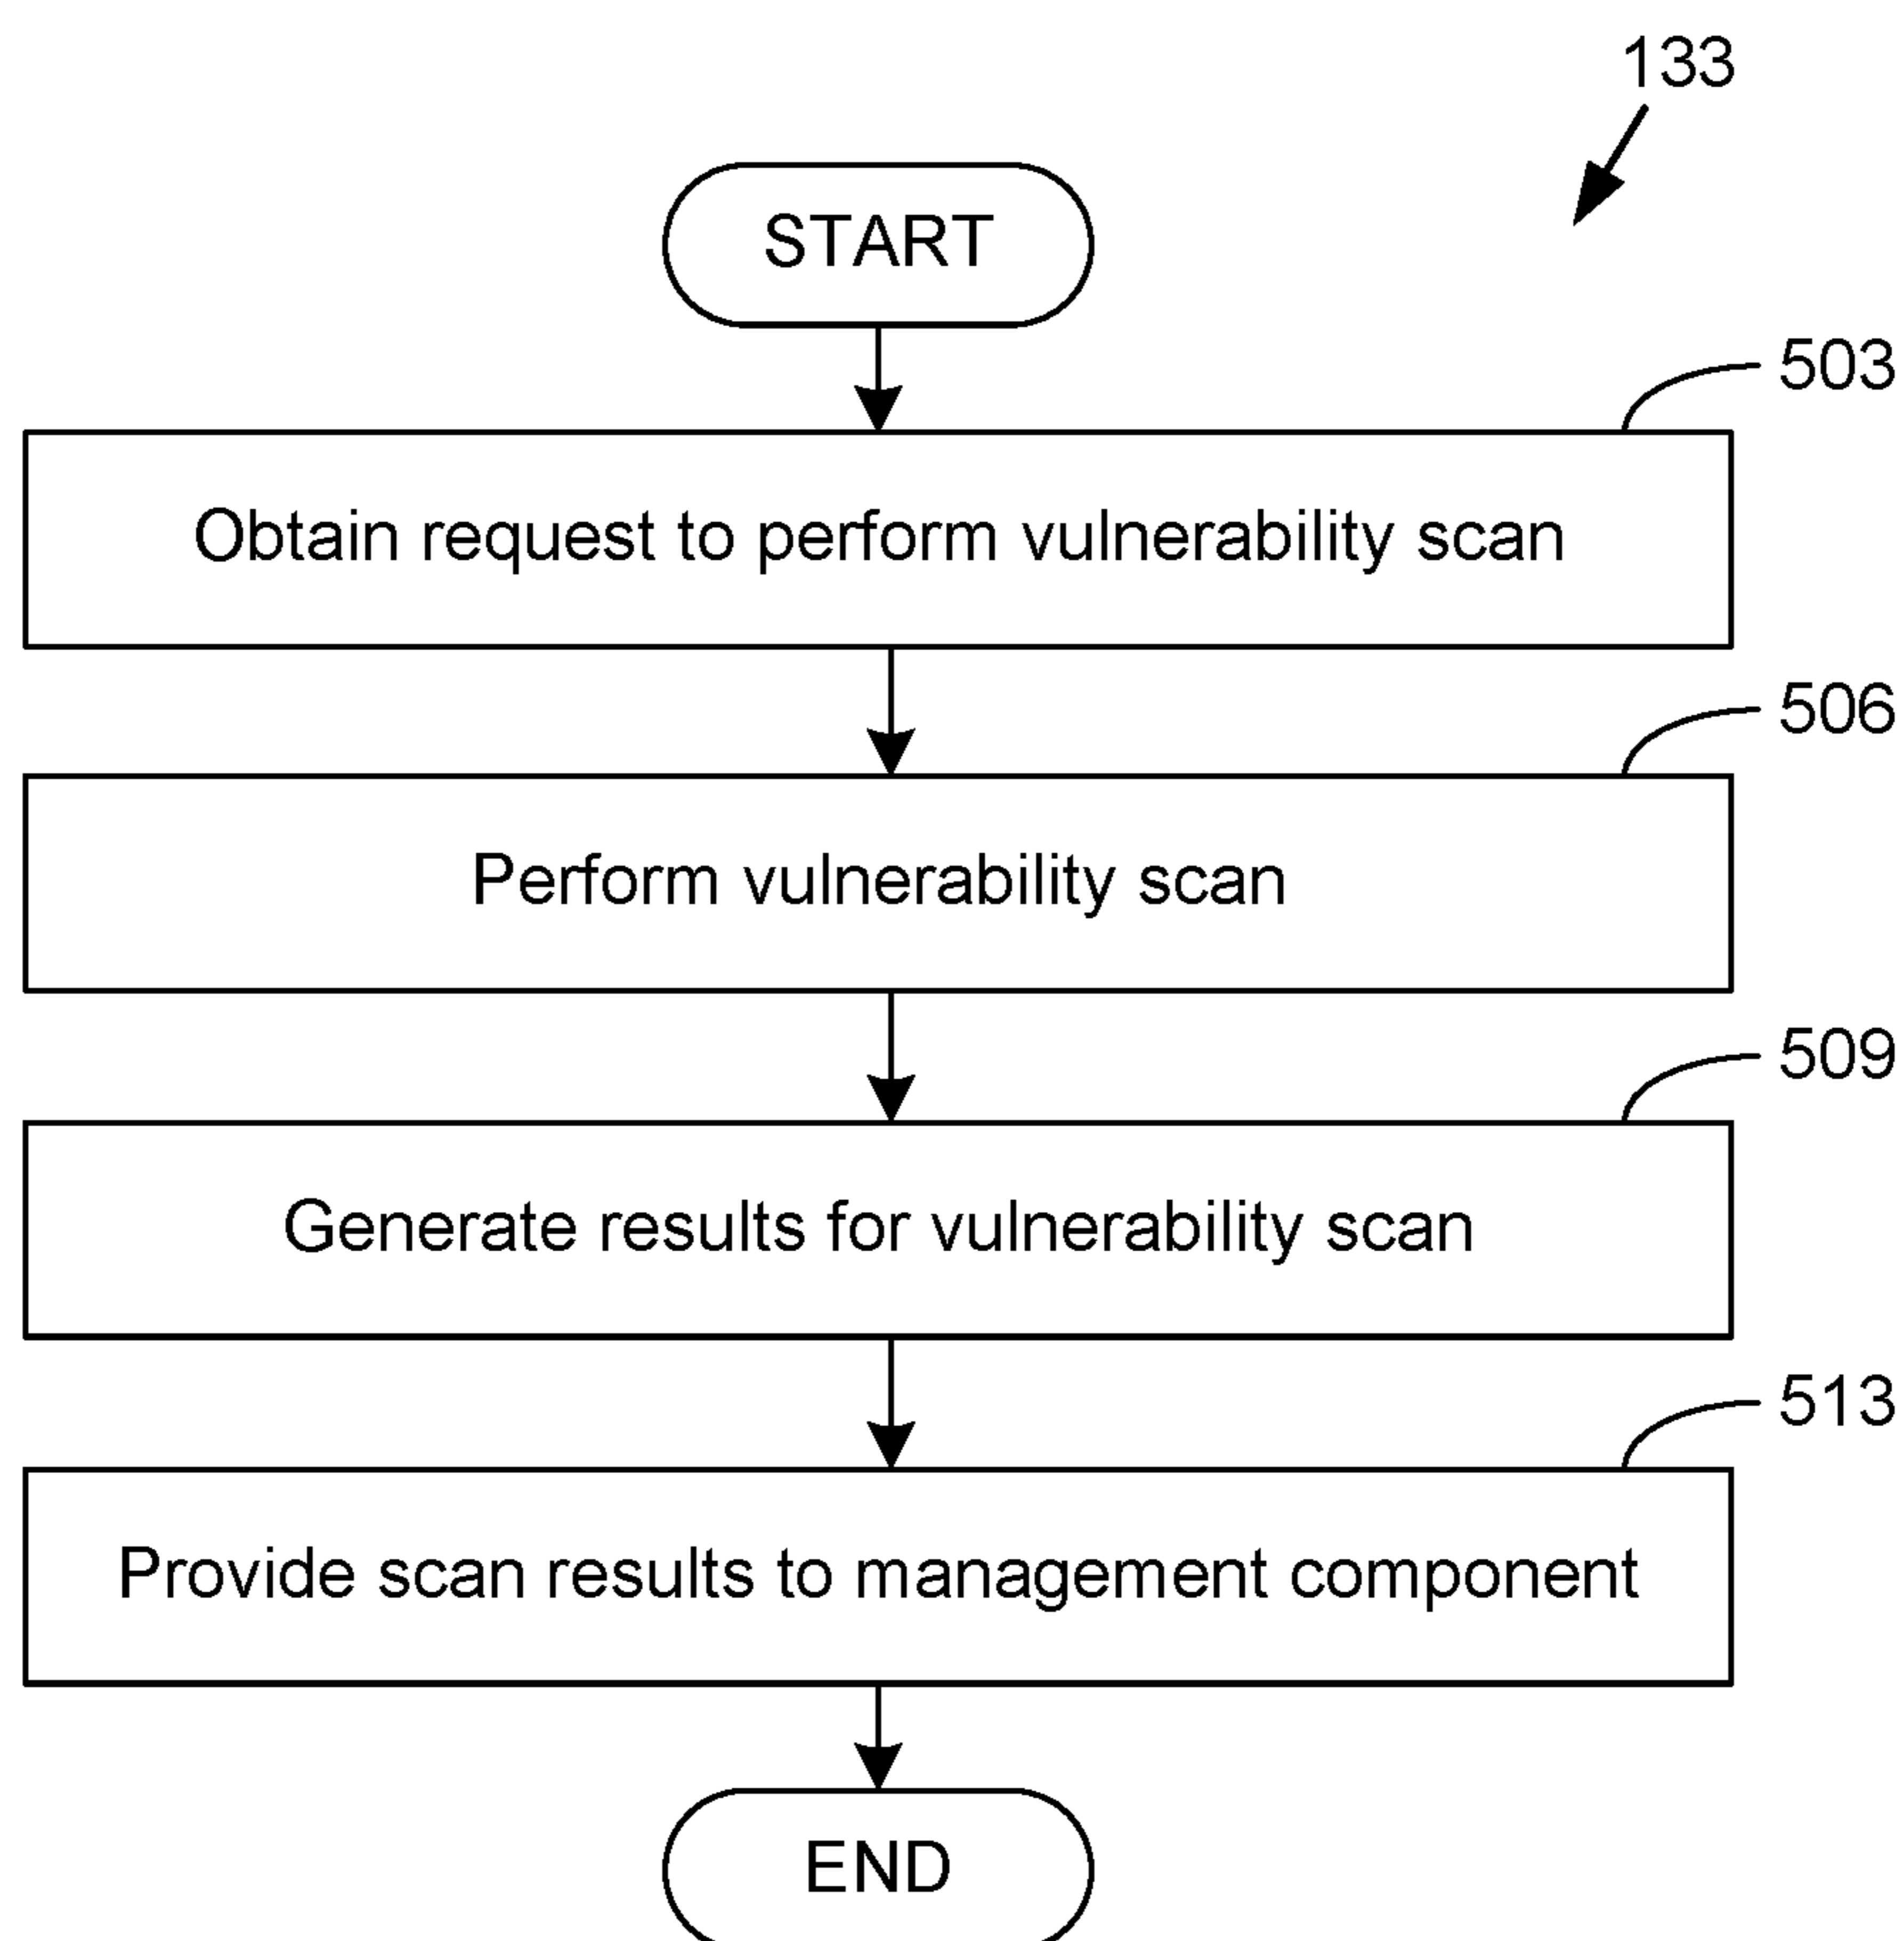 133
START
503
Obtain request to perform vulnerability scan
506
Perform vulnerability scan
509
Generate results for vulnerability scan
513
Provide scan results to management component
END